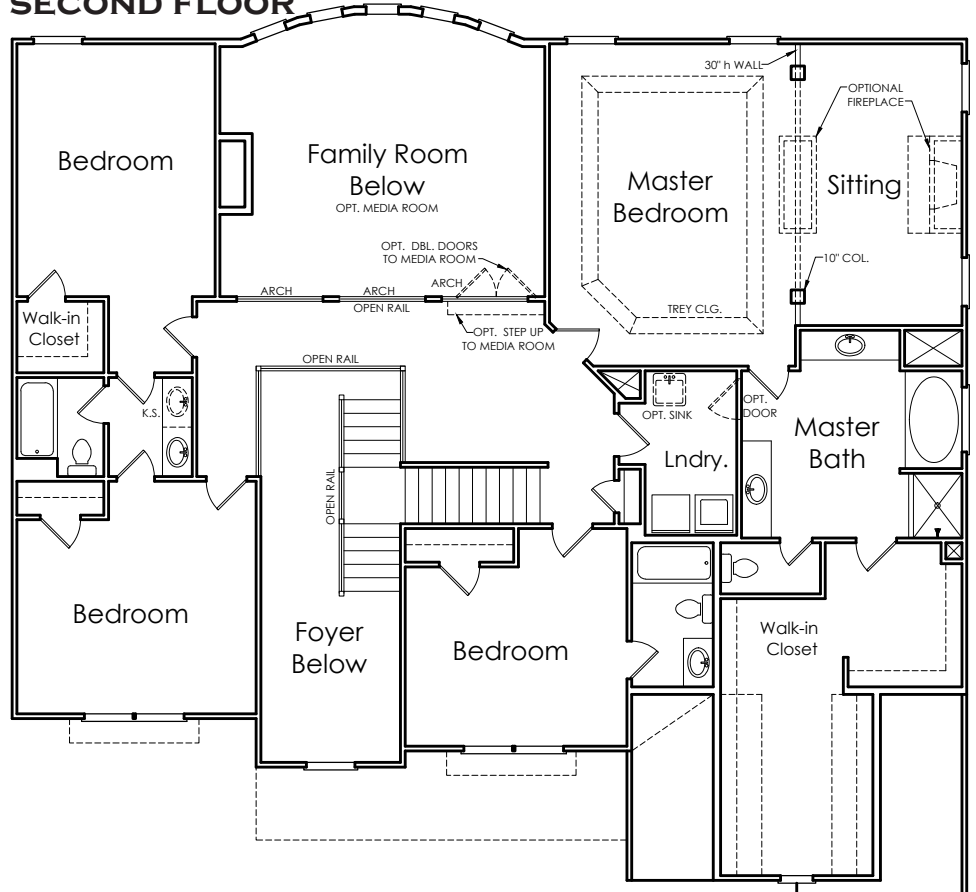 SECOND FLOOR
30" h WALL
OPTIONAL
FIREPLACE
Bedroom
Family Room
Below
OPT. MEDIA ROOM
Master
Bedroom
Sitting
OPT. DBL. DOORS
TO MEDIA ROOM
10" COL.
ARCH
ARCH
ARCH
OPEN RAIL
TREY CLG.
Walk-in
Closet
OPT. STEP UP
TO MEDIA ROOM
OPEN RAIL
K.S.
OPT. SINK
OPT.
DOOR
Master
Bath
Lndry.
OPEN RAIL
Bedroom
Foyer
Below
Bedroom
Walk-in
Closet